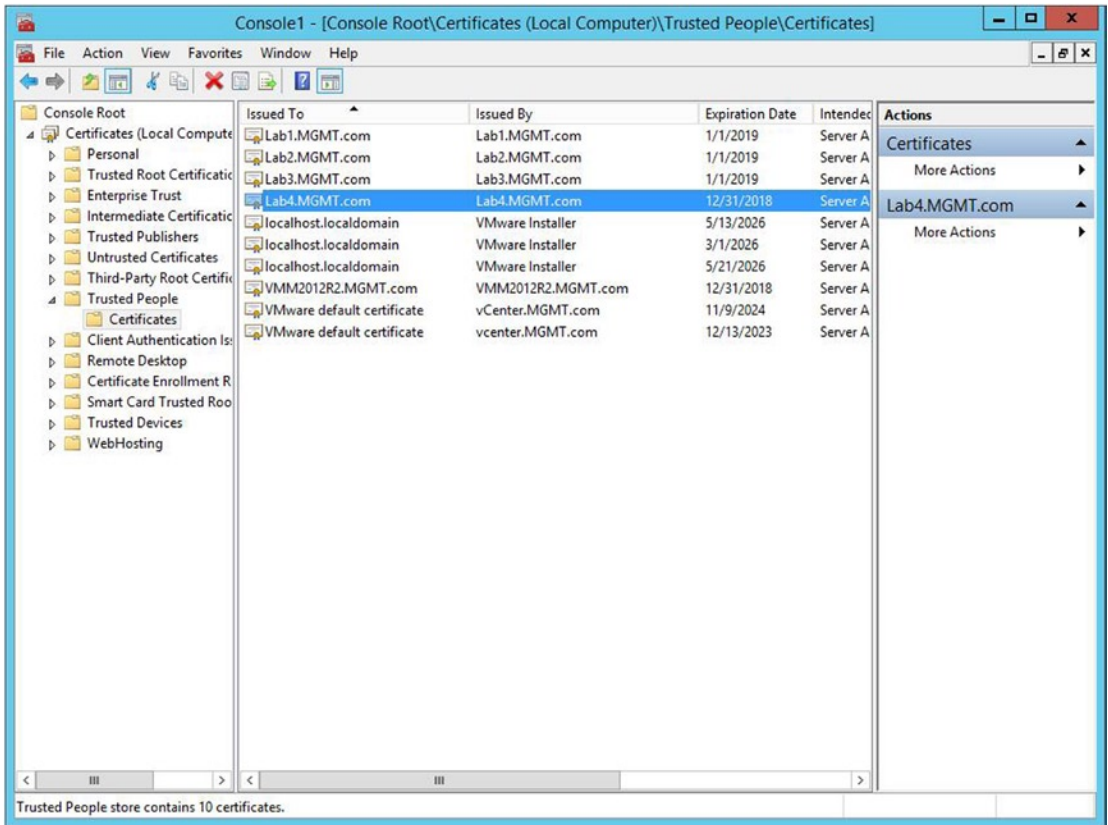 Console1 - [Console Root\Certificates (Local Computer)\Trusted People\Certificates]
File Action View Favorites Window Help
Console Root
Certificates (Local Compute
Personal
Trusted Root Certificatic
Enterprise Trust
Intermediate Certificatic
Trusted Publishers
Untrusted Certificates
Third-Party Root Certific
Trusted People
Certificates
Client Authentication Is
Remote Desktop
Certificate Enrollment R
Smart Card Trusted Roo
Trusted Devices
WebHosting
Issued To Issued By Expiration Date Intended
Lab1.MGMT.com Lab1.MGMT.com 1/1/2019 Server A
Lab2.MGMT.com Lab2.MGMT.com 1/1/2019 Server A
Lab3.MGMT.com Lab3.MGMT.com 1/1/2019 Server A
Lab4.MGMT.com Lab4.MGMT.com 12/31/2018 Server A
localhost.localdomain VMware Installer 5/13/2026 Server A
localhost.localdomain VMware Installer 3/1/2026 Server A
localhost.localdomain VMware Installer 5/21/2026 Server A
VMM2012R2.MGMT.com VMM2012R2.MGMT.com 12/31/2018 Server A
VMware default certificate vCenter.MGMT.com 11/9/2024 Server A
VMware default certificate vcenter.MGMT.com 12/13/2023 Server A
Actions
Certificates
More Actions
Lab4.MGMT.com
More Actions
Trusted People store contains 10 certificates.